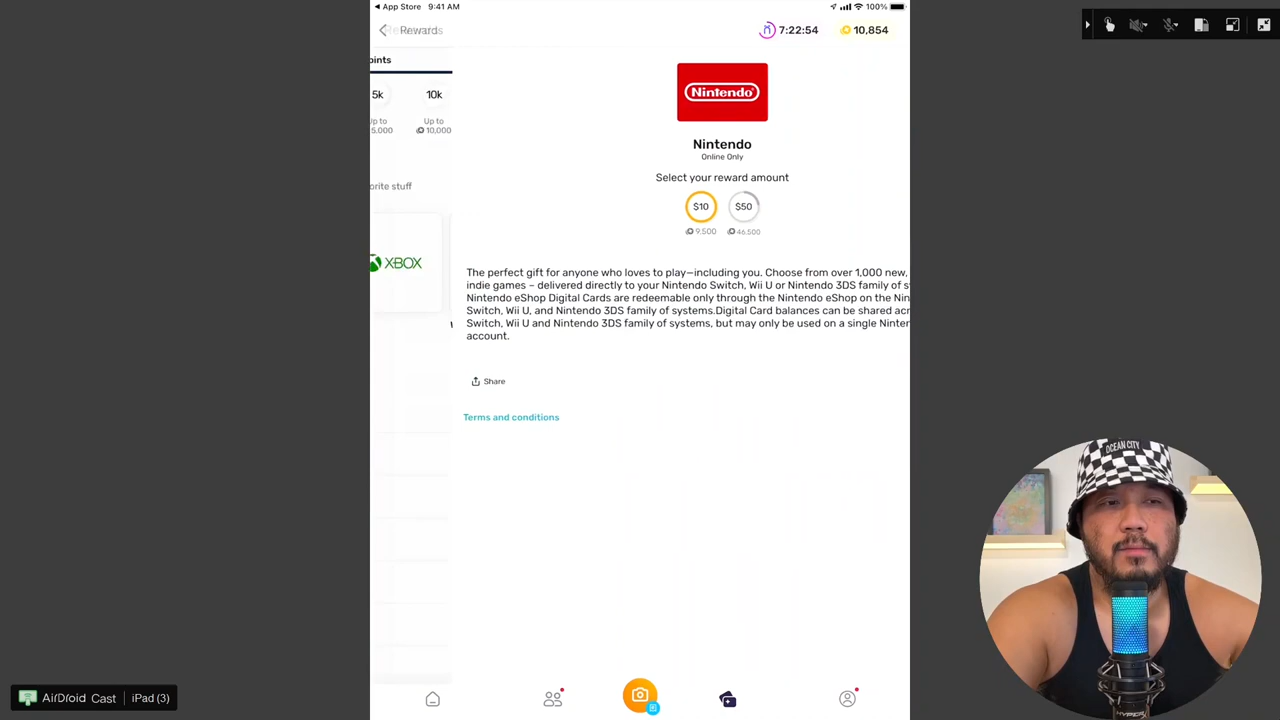 App Store 9:41 AM
100%
Reward
7:22:54
10,854
oints
5k
10k
Up to
5,000
Up to
10,000
orite stuff
XBOX
Nintendo
Nintendo
Online Only
Select your reward amount
$10
$50
9,500
46,500
The perfect gift for anyone who loves to play—including you. Choose from over 1,000 new,
indie games – delivered directly to your Nintendo Switch, Wii U or Nintendo 3DS family of s
Nintendo eShop Digital Cards are redeemable only through the Nintendo eShop on the Nin
Switch, Wii U, and Nintendo 3DS family of systems.Digital Card balances can be shared acr
Switch, Wii U and Nintendo 3DS family of systems, but may only be used on a single Ninten
account.
Share
Terms and conditions
OCEAN CITY
HYPERX
AirDroid Cast
iPad (3)